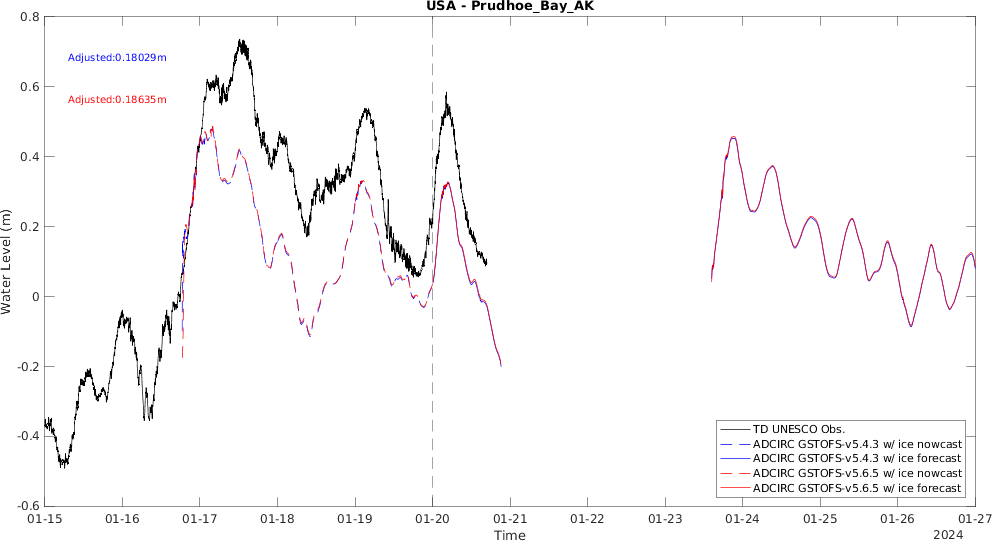 USA - Prudhoe_Bay_AK
Adjusted:0.18029m
Adjusted:0.18635m
Water Level (m)
0.8
0.6
0.4
0.2
0
-0.2
-0.4
-0.6
TD UNESCO Obs.
ADCIRC GSTOFS-v5.4.3 w/ ice nowcast
ADCIRC GSTOFS-v5.4.3 w/ ice forecast
ADCIRC GSTOFS-v5.6.5 w/ ice nowcast
ADCIRC GSTOFS-v5.6.5 w/ ice forecast
01-15 01-16 01-17 01-18 01-19 01-20 01-21 01-22 01-23 01-24 01-25 01-26 01-27
Time
2024